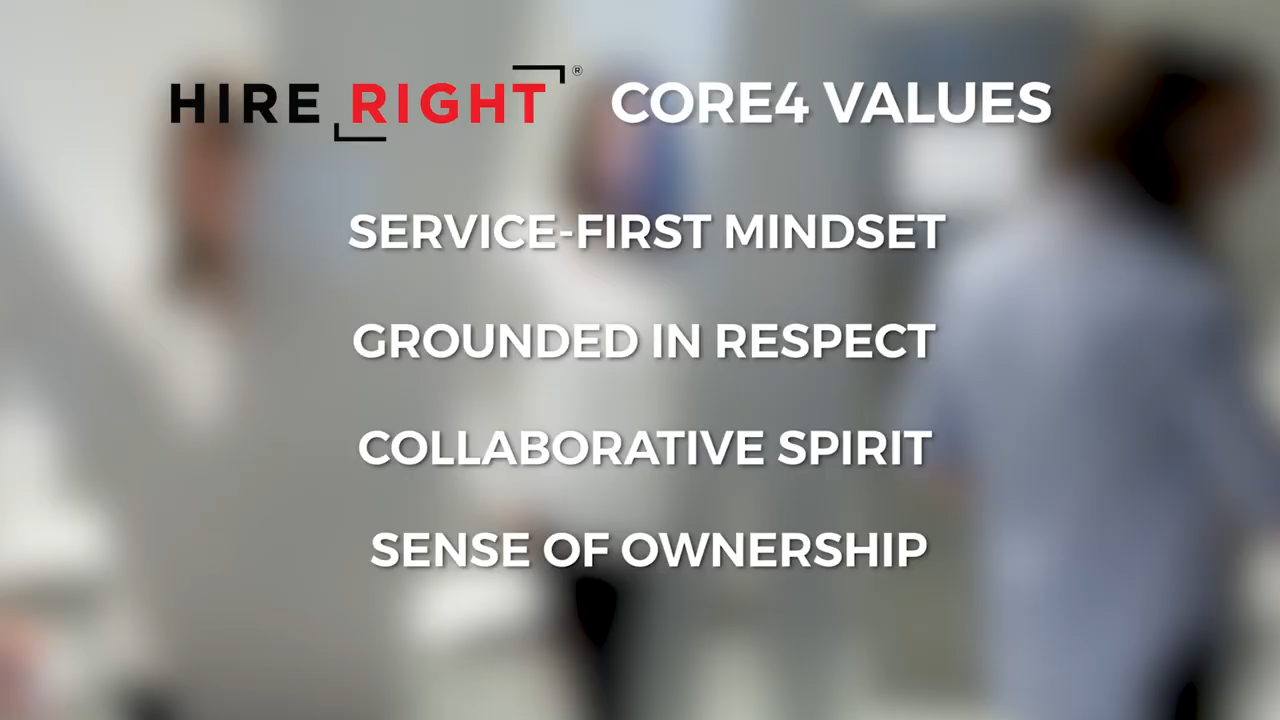 HIRE RIGHT® CORE4 VALUES
SERVICE-FIRST MINDSET
GROUNDED IN RESPECT
COLLABORATIVE SPIRIT
SENSE OF OWNERSHIP